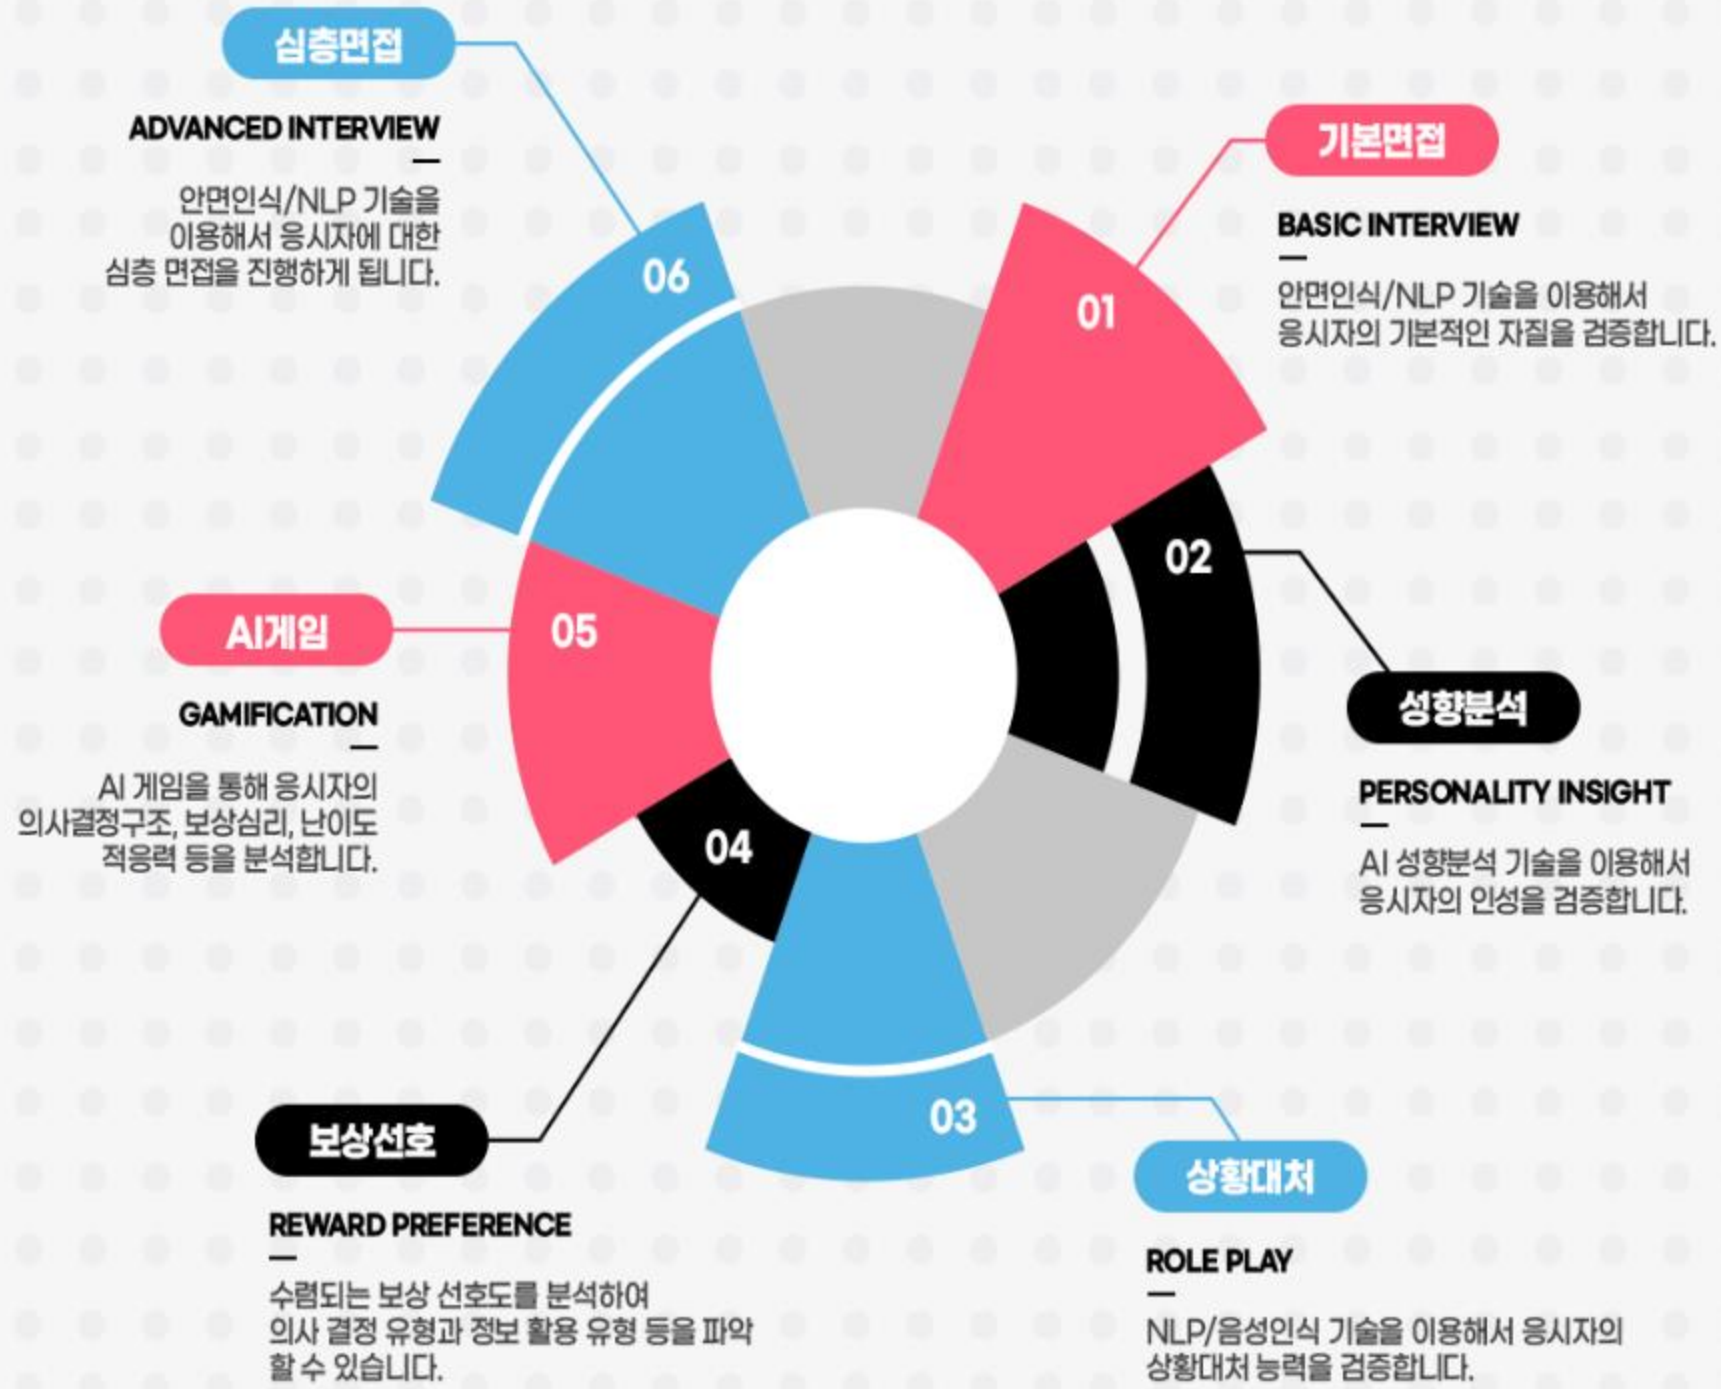 심층면접
ADVANCED INTERVIEW
안면인식/NLP 기술을
이용해서 응시자에 대한
심층 면접을 진행하게 됩니다.
06
기본면접
BASIC INTERVIEW
안면인식/NLP 기술을 이용해서
응시자의 기본적인 자질을 검증합니다.
01
02
성향분석
PERSONALITY INSIGHT
AI 성향분석 기술을 이용해서
응시자의 인성을 검증합니다.
AI게임
05
GAMIFICATION
AI 게임을 통해 응시자의
의사결정구조, 보상심리, 난이도
적응력 등을 분석합니다.
04
보상선호
REWARD PREFERENCE
수렴되는 보상 선호도를 분석하여
의사 결정 유형과 정보 활용 유형 등을 파악
할 수 있습니다.
03
상황대처
ROLE PLAY
NLP/음성인식 기술을 이용해서 응시자의
상황대처 능력을 검증합니다.